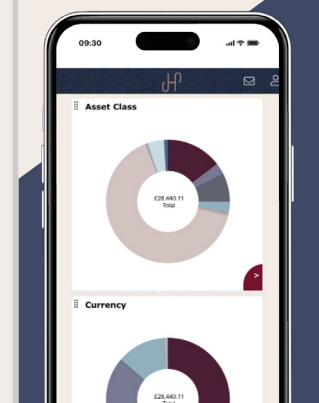 09:30
Asset Class
£28,440.11
Total
>
Currency
£28,440.11
Total